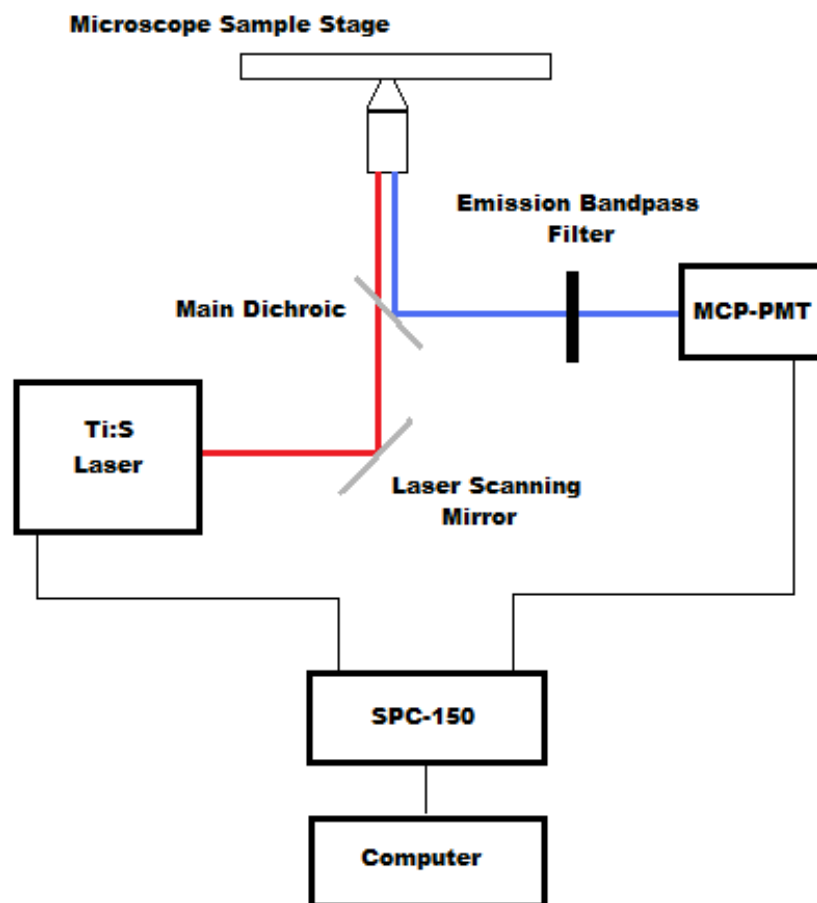 Microscope Sample Stage
Emission Bandpass
Filter
Main Dichroic
MCP-PMT
Ti:S
Laser
Laser Scanning
Mirror
SPC-150
Computer